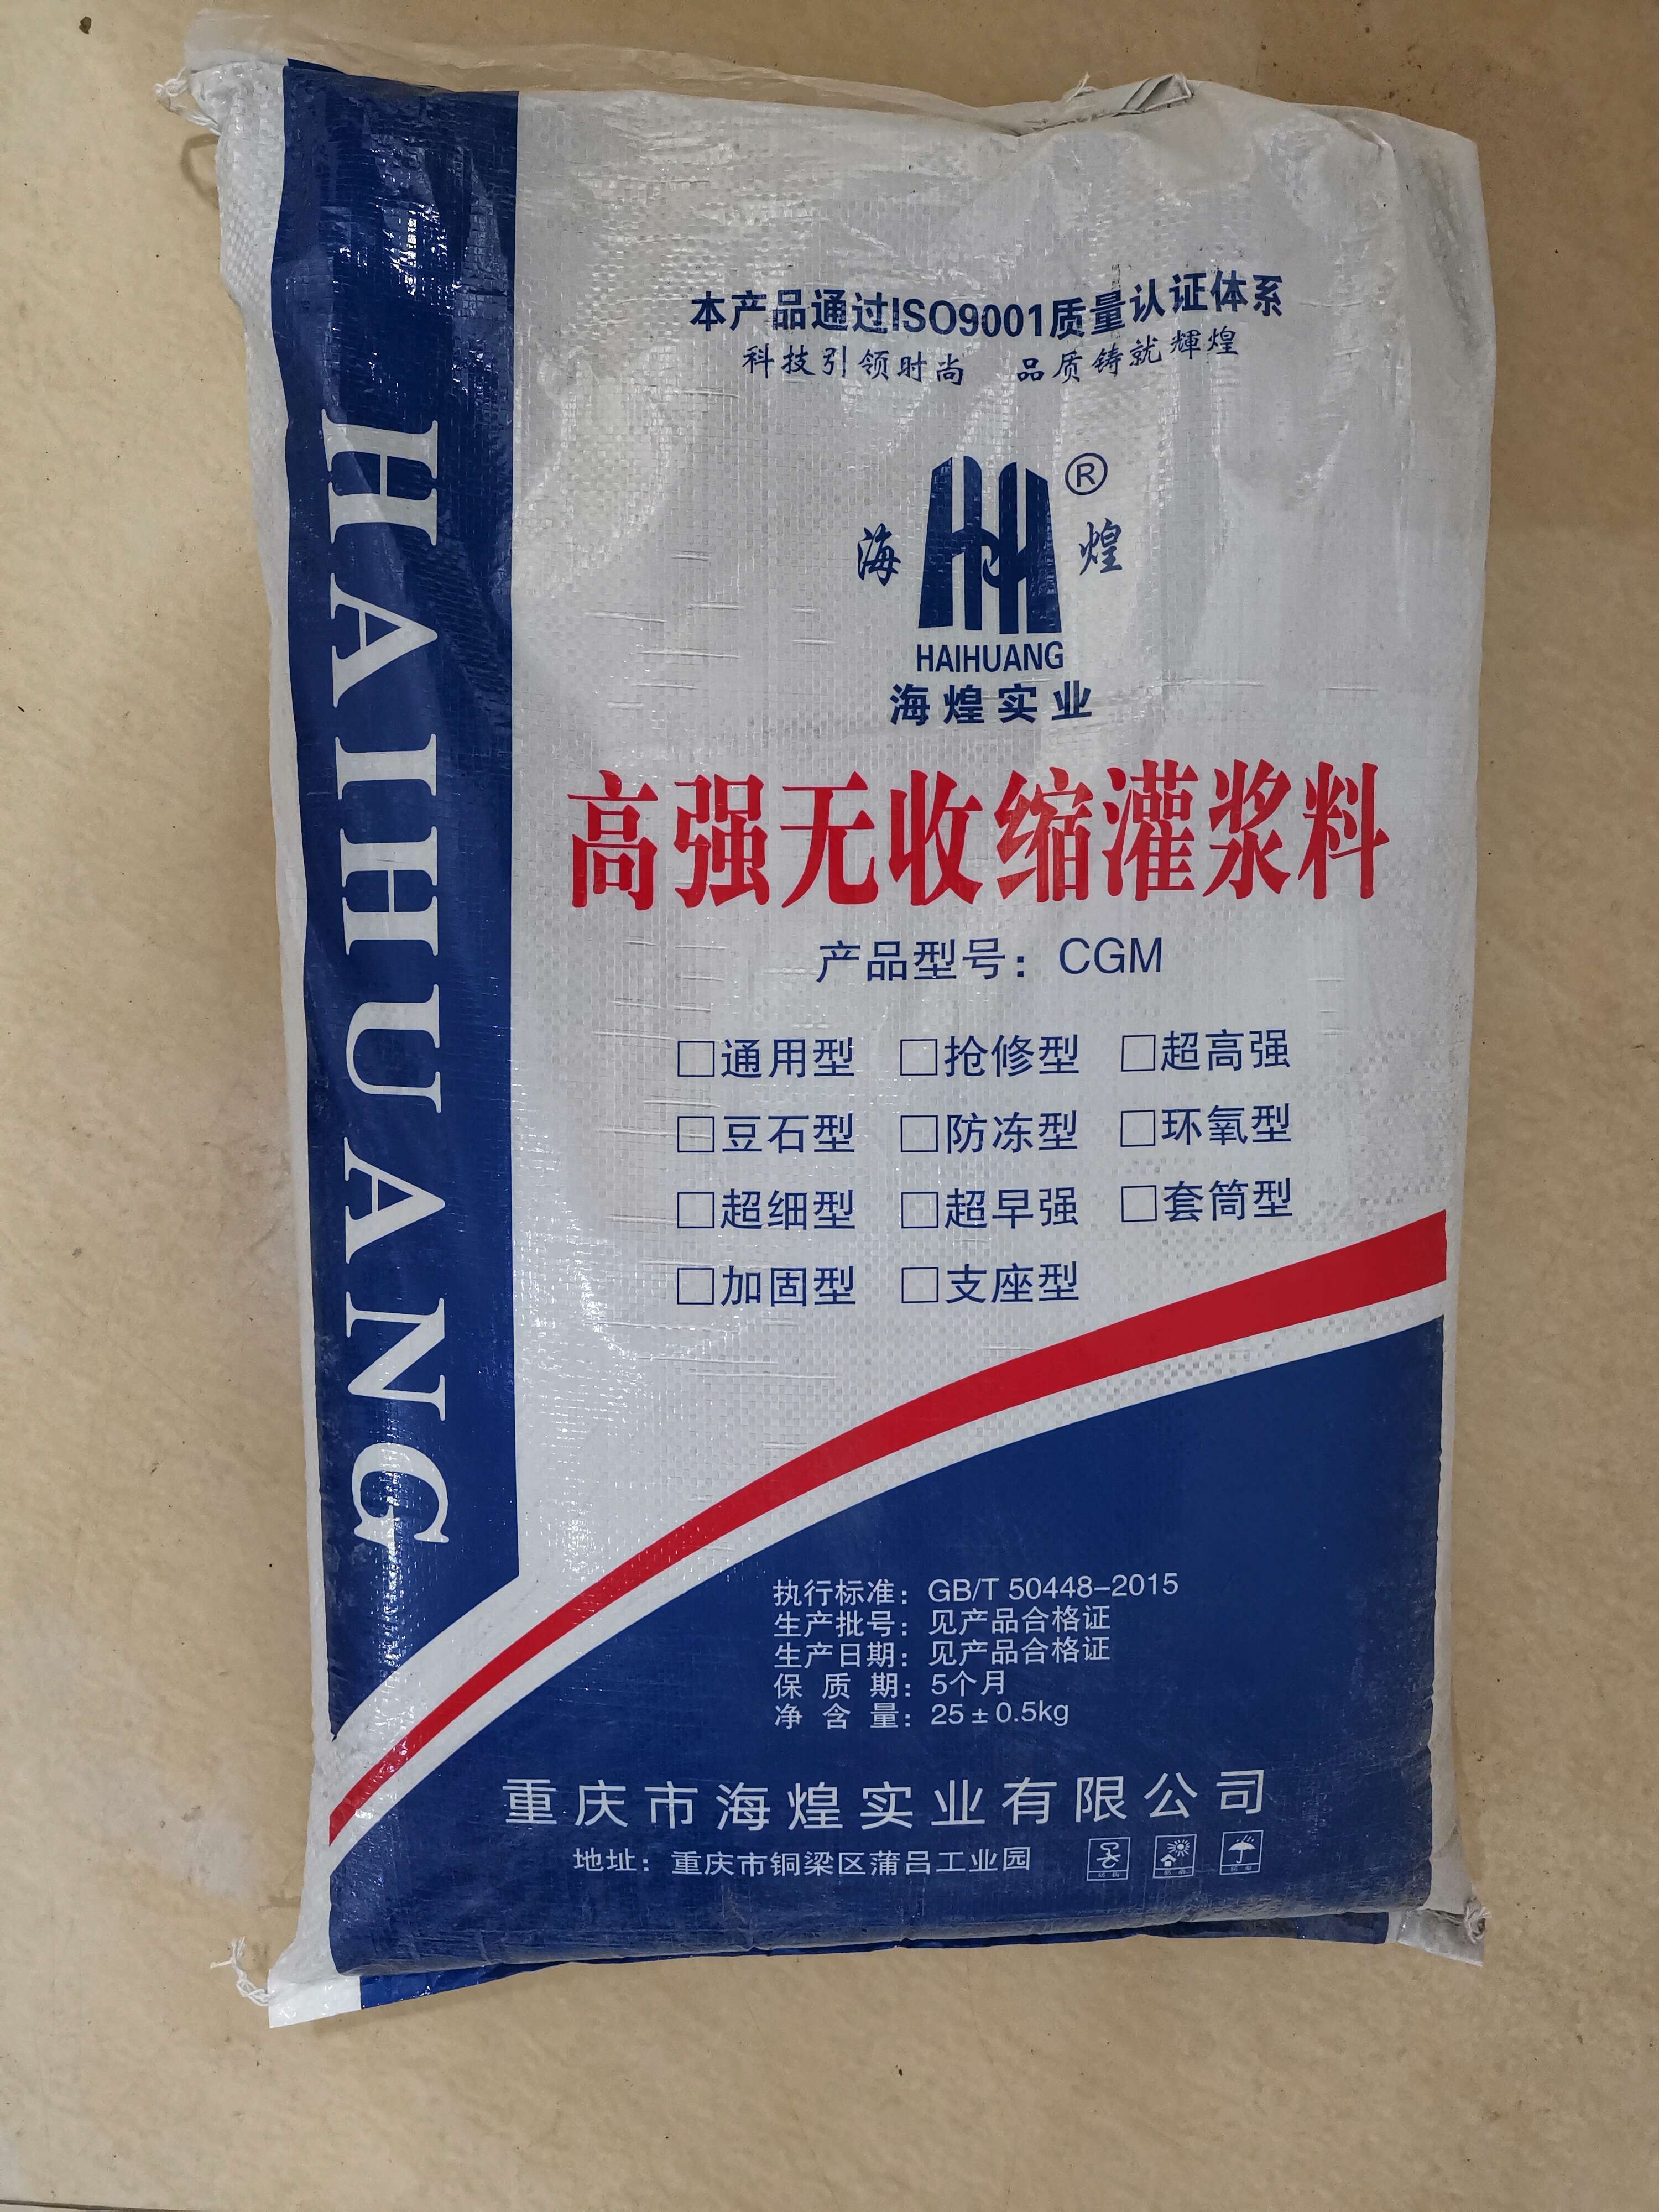 本产品通过ISO9001质量认证体系
科技引领时尚 品质铸就輝煌
®
海 煌
HAIHUANG
海煌实业
HAIHUANG
高强无收缩灌浆料
产品型号：CGM
□通用型 □抢修型 □超高强
□豆石型 □防冻型 □环氧型
□超细型 □超早强 □套筒型
□加固型 □支座型
执行标准：GB/T 50448-2015
生产批号：见产品合格证
生产日期：见产品合格证
保 质 期：5个月
净 含 量：25±0.5kg
重庆市海煌实业有限公司
地址：重庆市铜梁区蒲吕工业园